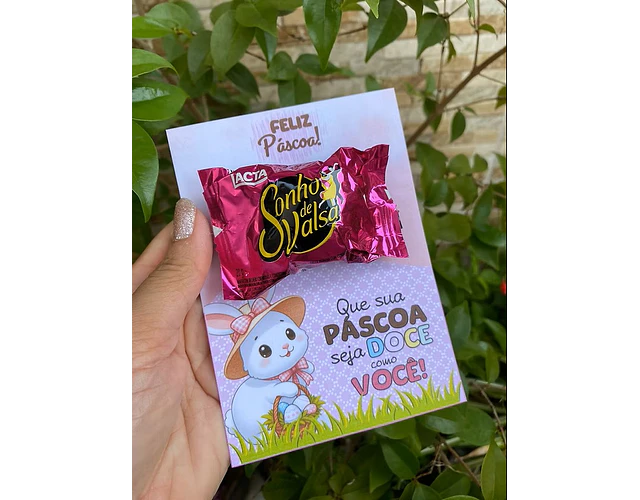 FELIZ
Páscoa!
LACTA
Sonho
de
Valsa
Que sua
PÁSCOA
seja DOCE
como
VOCÊ!